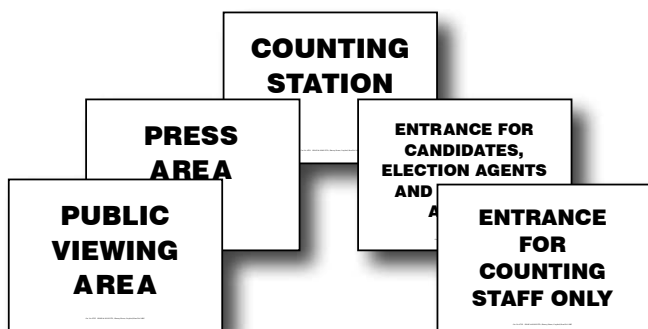 COUNTING
STATION
PRESS
AREA
ENTRANCE FOR
CANDIDATES,
ELECTION AGENTS
AND
PUBLIC
VIEWING
AREA
ENTRANCE
FOR
COUNTING
STAFF ONLY